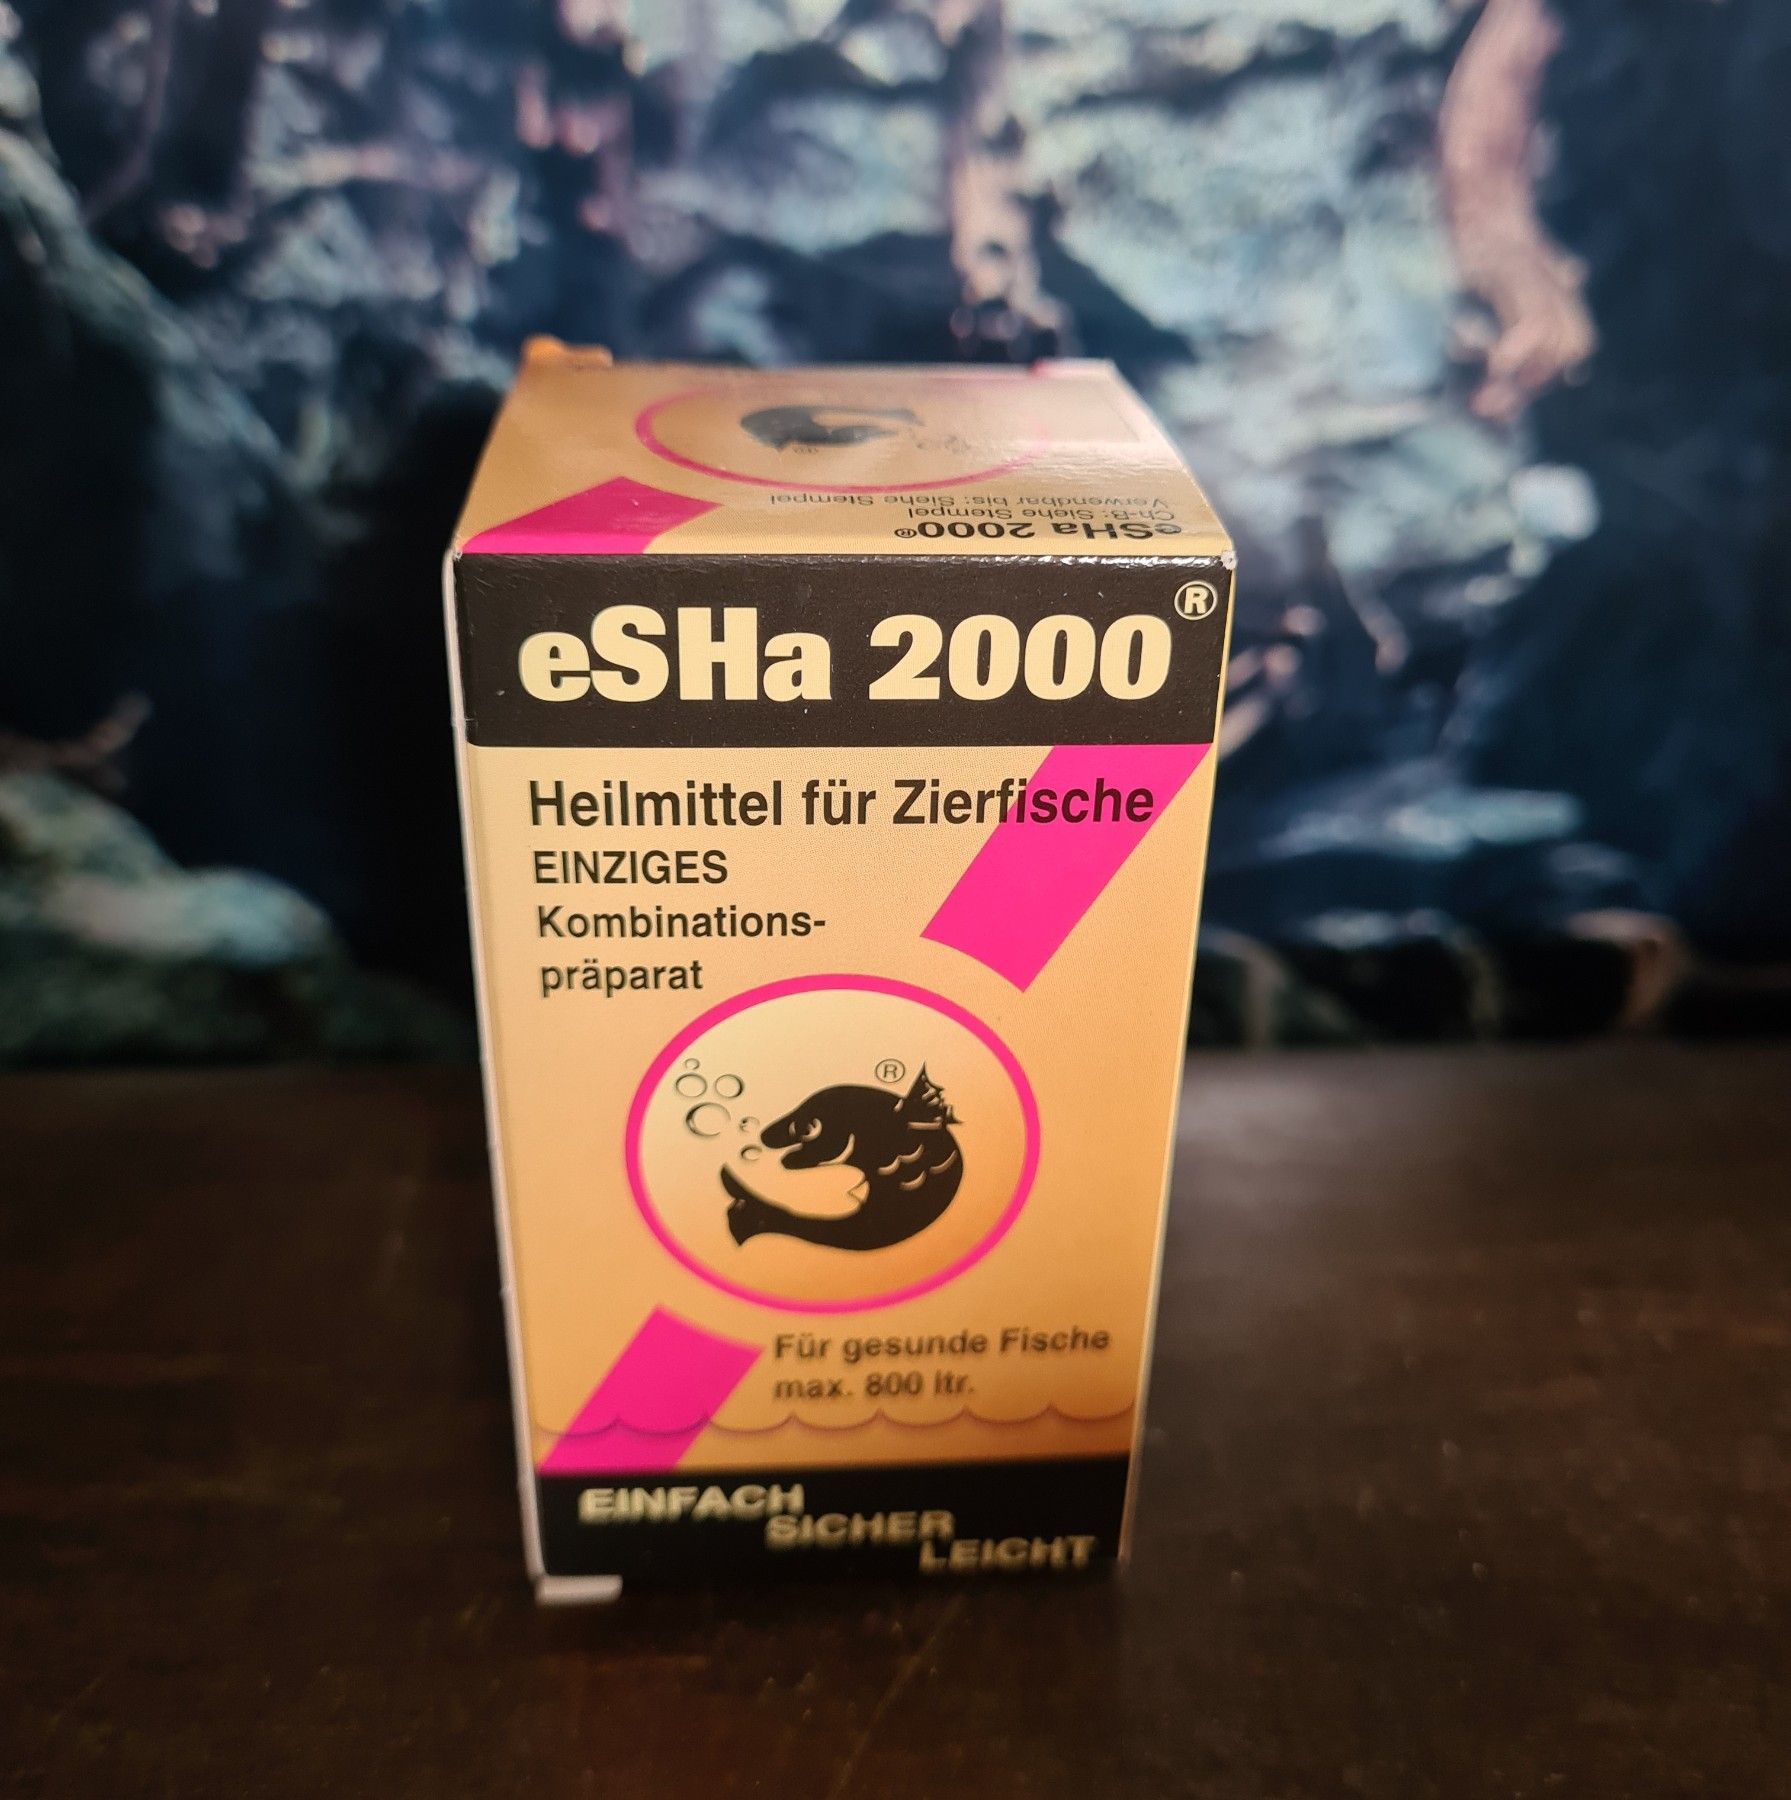 eSHa 2000®
Ch-B: Siehe Stempel
Verwendbar bis: Siehe Stempel
eSHa 2000®
Heilmittel für Zierfische
EINZIGES
Kombinations-
präparat
®
Für gesunde Fische
max. 800 ltr.
EINFACH
SICHER
LEICHT